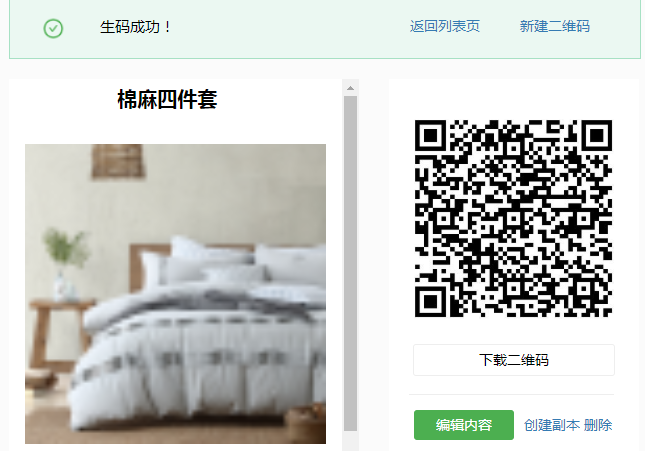 生码成功！
返回列表页
新建二维码
棉麻四件套
下载二维码
编辑内容
创建副本 删除